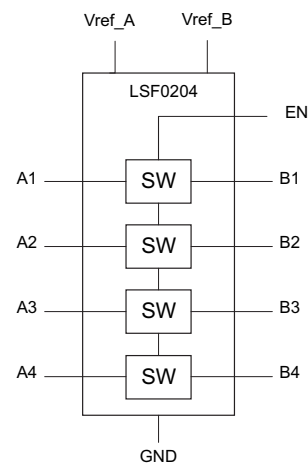 Vref_A Vref_B
LSF0204
EN
A1 SW B1
A2 SW B2
A3 SW B3
A4 SW B4
GND